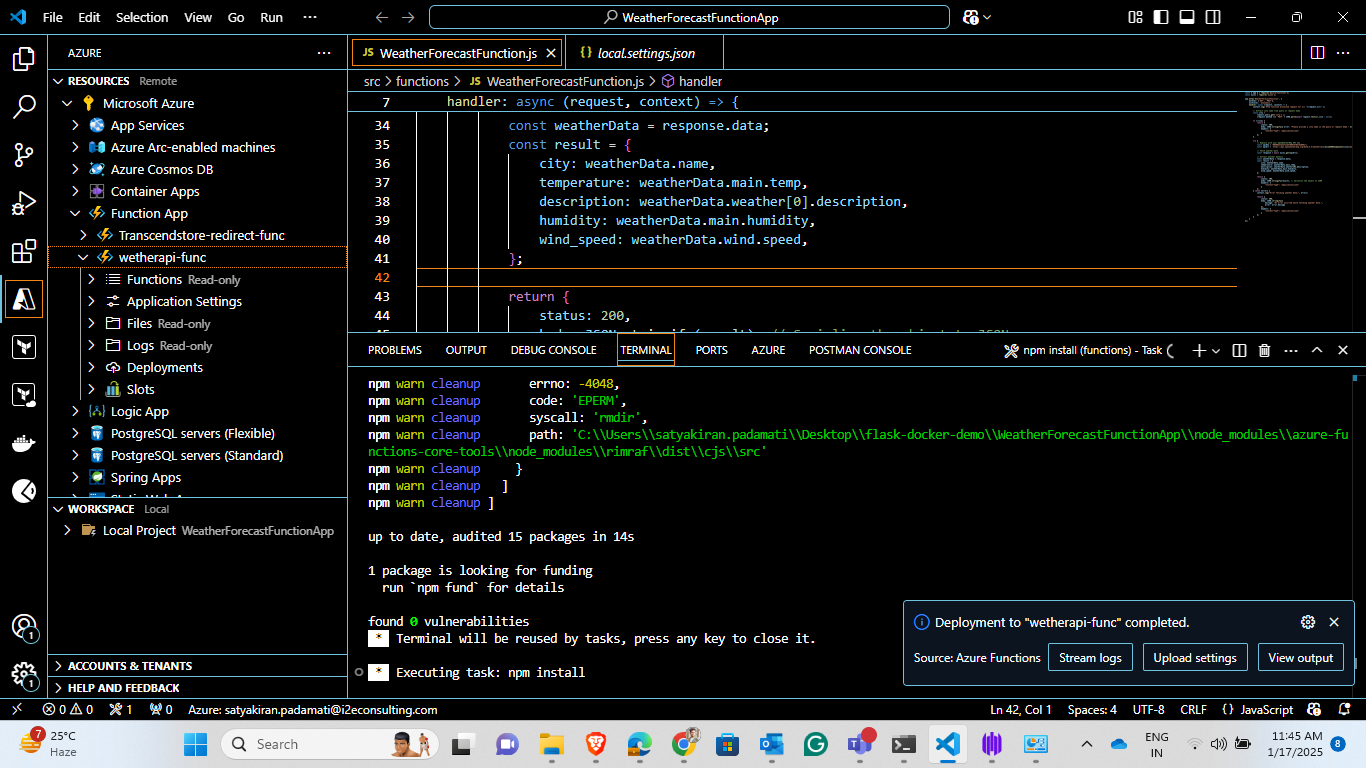 File Edit Selection View Go Run ···
WeatherForecastFunctionApp
AZURE
RESOURCES Remote
Microsoft Azure
App Services
Azure Arc-enabled machines
Azure Cosmos DB
Container Apps
Function App
Transcendstore-redirect-func
wetherapi-func
Functions Read-only
Application Settings
Files Read-only
Logs Read-only
Deployments
Slots
Logic App
PostgreSQL servers (Flexible)
PostgreSQL servers (Standard)
Spring Apps
WORKSPACE Local
Local Project WeatherForecastFunctionApp
ACCOUNTS & TENANTS
HELP AND FEEDBACK
1
1
JS WeatherForecastFunction.js
{} local.settings.json
src > functions > JS WeatherForecastFunction.js > handler
7 handler: async (request, context) => {
34 const weatherData = response.data;
35 const result = {
36 city: weatherData.name,
37 temperature: weatherData.main.temp,
38 description: weatherData.weather[0].description,
39 humidity: weatherData.main.humidity,
40 wind_speed: weatherData.wind.speed,
41 };
42
43 return {
44 status: 200,
PROBLEMS OUTPUT DEBUG CONSOLE TERMINAL PORTS AZURE POSTMAN CONSOLE
npm install (functions) - Task
npm warn cleanup errno: -4048,
npm warn cleanup code: 'EPERM',
npm warn cleanup syscall: 'rmdir',
npm warn cleanup path: 'C:\\Users\\satyakiran.padamati\\Desktop\\flask-docker-demo\\WeatherForecastFunctionApp\\node_modules\\azure-fu
nctions-core-tools\\node_modules\\rimraf\\dist\\cjs\\src'
npm warn cleanup }
npm warn cleanup ]
npm warn cleanup ]
up to date, audited 15 packages in 14s
1 package is looking for funding
run `npm fund` for details
found 0 vulnerabilities
* Terminal will be reused by tasks, press any key to close it.
* Executing task: npm install
Deployment to "wetherapi-func" completed.
Source: Azure Functions Stream logs Upload settings View output
0 0 1 0 Azure: satyakiran.padamati@i2econsulting.com
Ln 42, Col 1 Spaces: 4 UTF-8 CRLF {} JavaScript
7
25°C
Haze
Search
ENG
IN
11:45 AM
1/17/2025
8